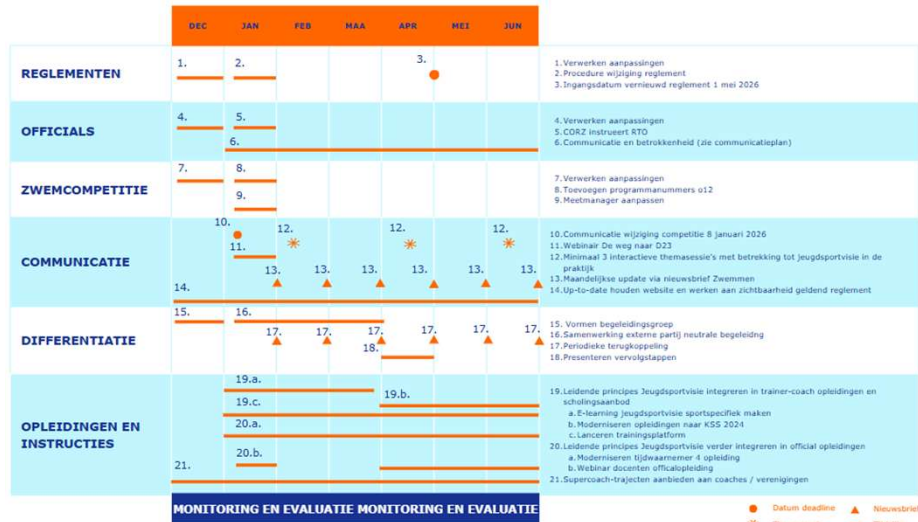 DEC JAN FEB MAA APR MEI JUN
REGLEMENTEN
1. 2. 3.
1.Verwerken aanpassingen
2.Procedure wijziging reglement
3.Ingangsdatum vernieuwd reglement 1 mei 2026
OFFICIALS
4. 5.
6.
4.Verwerken aanpassingen
5.CORZ instrueert RTO
6.Communicatie en betrokkenheid (zie communicatieplan)
ZWEMCOMPETITIE
7. 8.
9.
7.Verwerken aanpassingen
8.Toevoegen programmanummers o12
9.Meetmanager aanpassen
COMMUNICATIE
10. 12. 12. 12.
11.
13. 13. 13. 13. 13. 13.
14.
10.Communicatie wijziging competitie 8 januari 2026
11.Webinair De weg naar D23
12.Minimaal 3 interactieve themasessie's met betrekking tot jeugdsportvisie in de
praktijk
13.Maandelijkse update via nieuwsbrief Zwemmen
14.Up-to-date houden website en werken aan zichtbaarheid geldend reglement
DIFFERENTIATIE
15. 16.
17. 17. 17. 17. 17. 17.
18.
15. Vormen begeleidingsgroep
16.Samenwerking externe partij neutrale begeleidng
17.Periodieke terugkoppeling
18.Presenteren vervolgstappen
OPLEIDINGEN EN
INSTRUCTIES
19.a.
19.b.
19.c.
20.a.
20.b.
21.
19.Leidende principes Jeugdsportvisie integreren in trainer-coach opleidingen en
scholingsaanbod
a.E-learning jeugdsportvisie sportspecifiek maken
b.Moderniseren opleidingen naar KSS 2024
c.Lanceren trainingsplatform
20.Leidende principes Jeugdsportvisie verder integreren in official opleidingen
a.Moderniseren tijdwaarnemer 4 opleiding
b.Webinar docenten officalopleiding
21.Supercoach-trajecten aanbieden aan coaches / verenigingen
MONITORING EN EVALUATIE MONITORING EN EVALUATIE
Datum deadline Nieuwsbrief